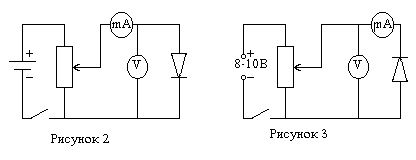 mA mA
+ V + 8-10В V
− −
Рисунок 2 Рисунок 3